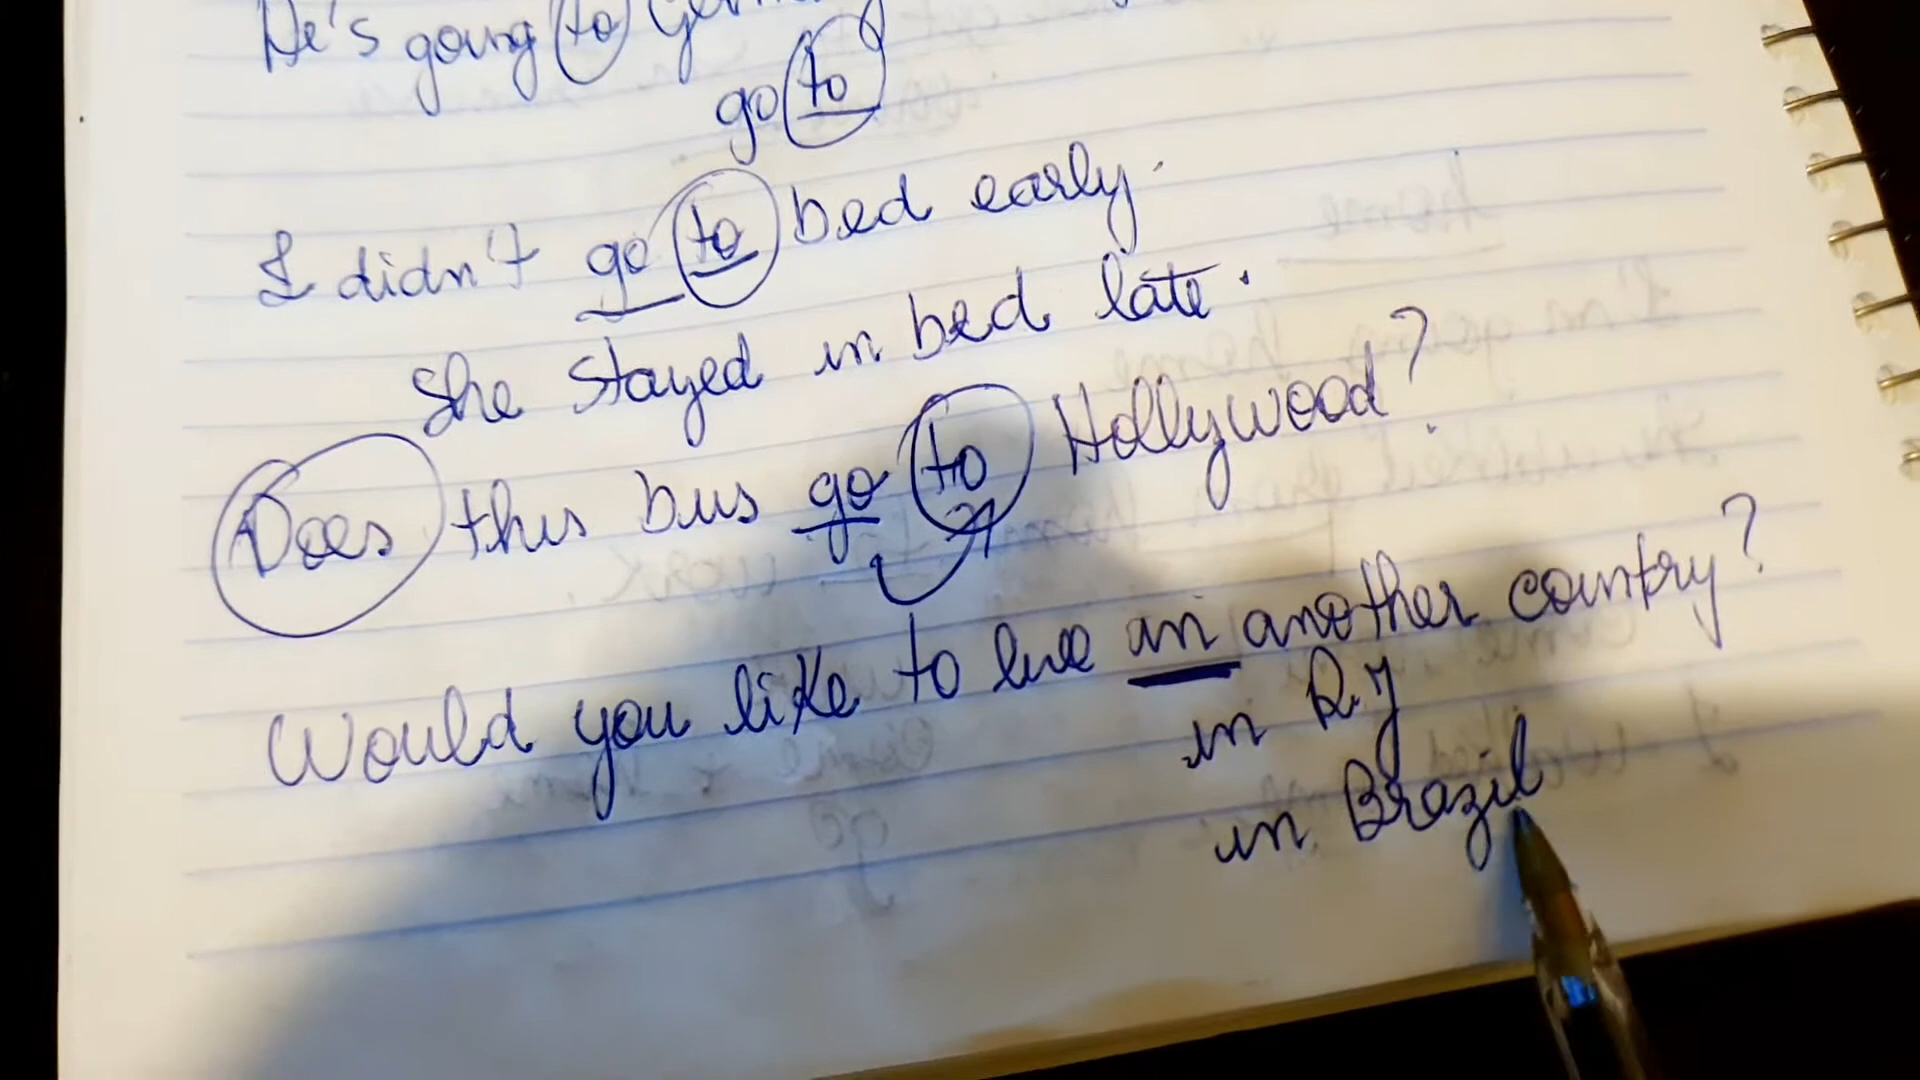 He's going to
go to
I didn't go to bed early.
She stayed in bed late.
Does this bus go to Hollywood?
Would you like to live in another country?
in R.J
in Brazil